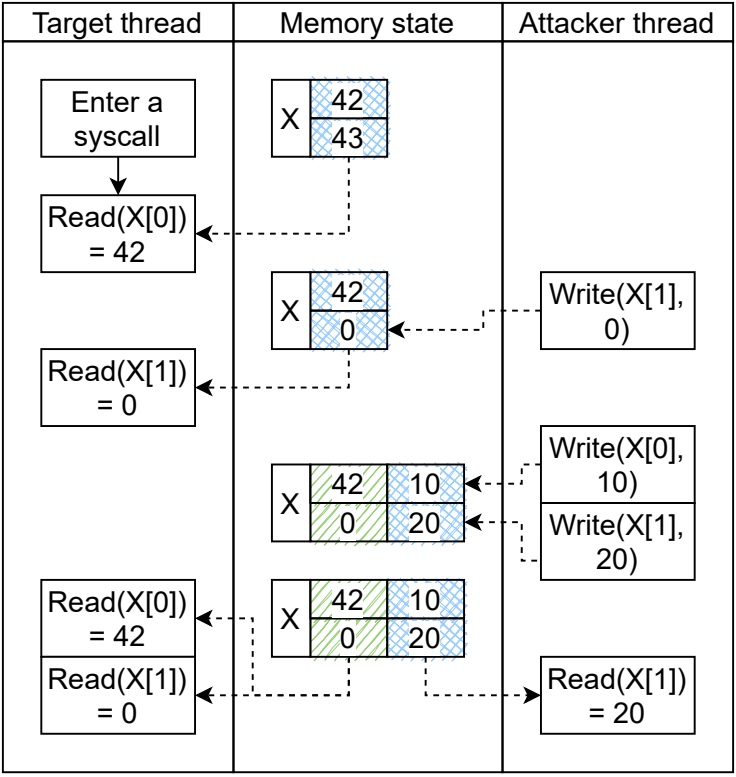 Target thread
Memory state
Attacker thread
Enter a
syscall
X
42
43
Read(X[0])
= 42
X
42
0
Write(X[1],
0)
Read(X[1])
= 0
Write(X[0],
10)
X
42
10
0
20
Write(X[1],
20)
X
42
10
0
20
Read(X[0])
= 42
Read(X[1])
= 0
Read(X[1])
= 20